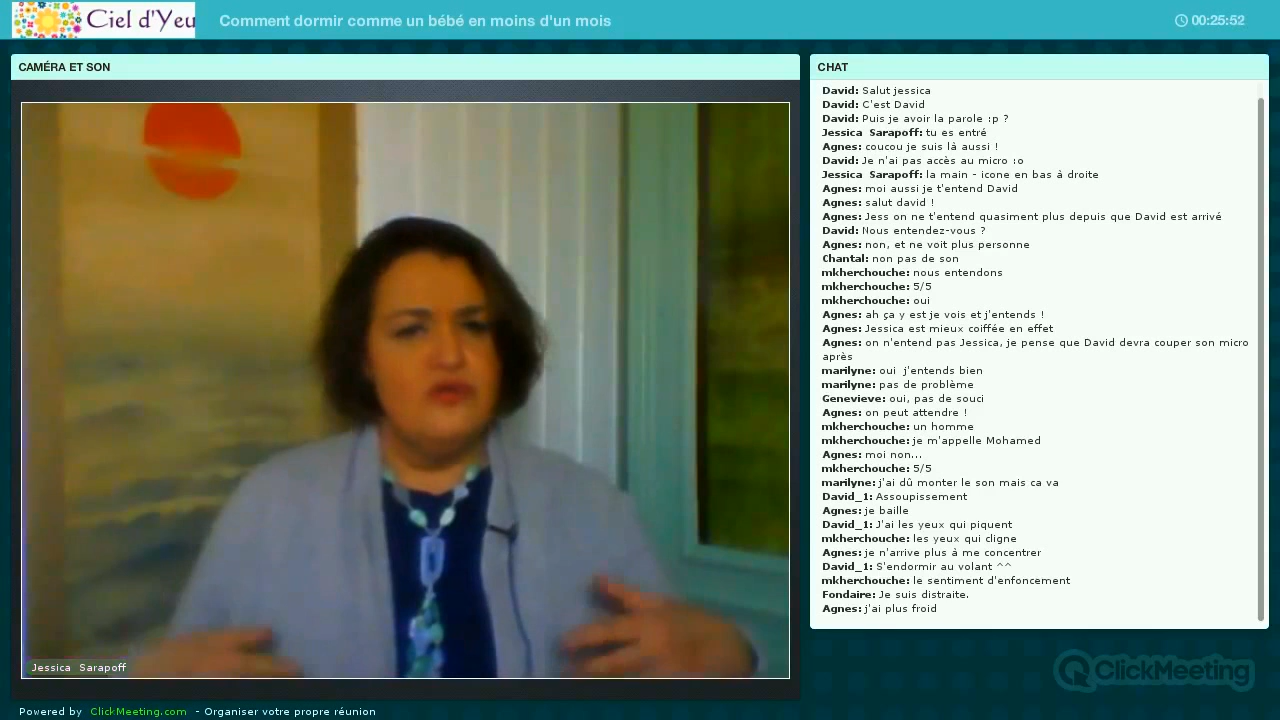 Ciel d'Yeu
Comment dormir comme un bébé en moins d'un mois
00:25:52
CAMÉRA ET SON
CHAT
David: Salut jessica
David: C'est David
David: Puis je avoir la parole :p ?
Jessica Sarapoff: tu es entré
Agnes: coucou je suis là aussi !
David: Je n'ai pas accès au micro :o
Jessica Sarapoff: la main - icone en bas à droite
Agnes: moi aussi je t'entend David
Agnes: salut david !
Agnes: Jess on ne t'entend quasiment plus depuis que David est arrivé
David: Nous entendez-vous ?
Agnes: non, et ne voit plus personne
Chantal: non pas de son
mkherchouche: nous entendons
mkherchouche: 5/5
mkherchouche: oui
Agnes: ah ça y est je vois et j'entends !
Agnes: Jessica est mieux coiffée en effet
Agnes: on n'entend pas Jessica, je pense que David devra couper son micro
après
marilyne: oui j'entends bien
marilyne: pas de problème
Genevieve: oui, pas de souci
Agnes: on peut attendre !
mkherchouche: un homme
mkherchouche: je m'appelle Mohamed
Agnes: moi non...
mkherchouche: 5/5
marilyne: j'ai dû monter le son mais ca va
David_1: Assoupissement
Agnes: je baille
David_1: J'ai les yeux qui piquent
mkherchouche: les yeux qui cligne
Agnes: je n'arrive plus à me concentrer
David_1: S'endormir au volant ^^
mkherchouche: le sentiment d'enfoncement
Fondaire: Je suis distraite.
Agnes: j'ai plus froid
Jessica Sarapoff
ClickMeeting
Powered by ClickMeeting.com - Organiser votre propre réunion